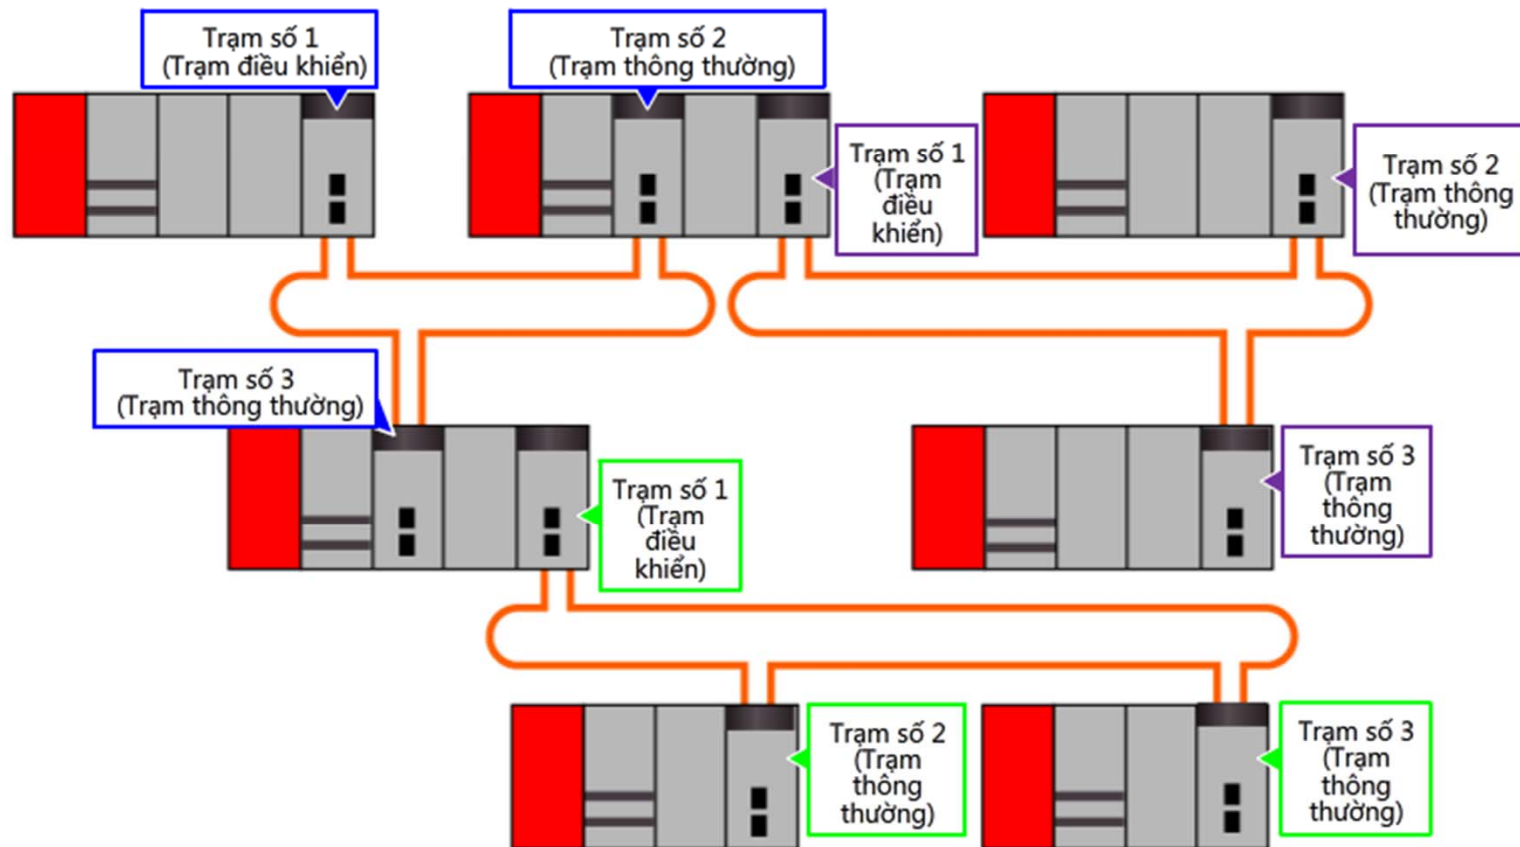 Trạm số 1
(Trạm điều khiển)
Trạm số 2
(Trạm thông thường)
Trạm số 1
(Trạm
điều
khiển)
Trạm số 2
(Trạm thông
thường)
Trạm số 3
(Trạm thông thường)
Trạm số 1
(Trạm
điều
khiển)
Trạm số 3
(Trạm
thông
thường)
Trạm số 2
(Trạm
thông
thường)
Trạm số 3
(Trạm
thông
thường)